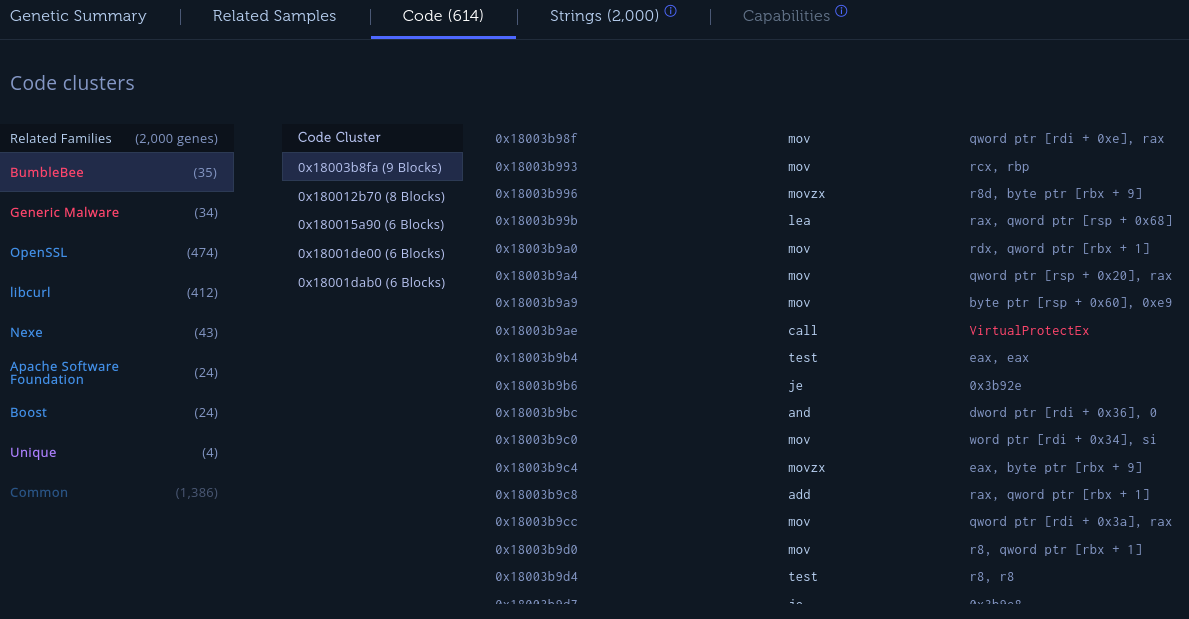 Genetic Summary | Related Samples | Code (614) | Strings (2,000) | Capabilities
Code clusters
Related Families (2,000 genes)
BumbleBee (35)
Generic Malware (34)
OpenSSL (474)
libcurl (412)
Nexe (43)
Apache Software
Foundation (24)
Boost (24)
Unique (4)
Common (1,386)
Code Cluster
0x18003b8fa (9 Blocks)
0x180012b70 (8 Blocks)
0x180015a90 (6 Blocks)
0x18001de00 (6 Blocks)
0x18001dab0 (6 Blocks)
0x18003b98f mov qword ptr [rdi + 0xe], rax
0x18003b993 mov rcx, rbp
0x18003b996 movzx r8d, byte ptr [rbx + 9]
0x18003b99b lea rax, qword ptr [rsp + 0x68]
0x18003b9a0 mov rdx, qword ptr [rbx + 1]
0x18003b9a4 mov qword ptr [rsp + 0x20], rax
0x18003b9a9 mov byte ptr [rsp + 0x60], 0xe9
0x18003b9ae call VirtualProtectEx
0x18003b9b4 test eax, eax
0x18003b9b6 je 0x3b92e
0x18003b9bc and dword ptr [rdi + 0x36], 0
0x18003b9c0 mov word ptr [rdi + 0x34], si
0x18003b9c4 movzx eax, byte ptr [rbx + 9]
0x18003b9c8 add rax, qword ptr [rbx + 1]
0x18003b9cc mov qword ptr [rdi + 0x3a], rax
0x18003b9d0 mov r8, qword ptr [rbx + 1]
0x18003b9d4 test r8, r8